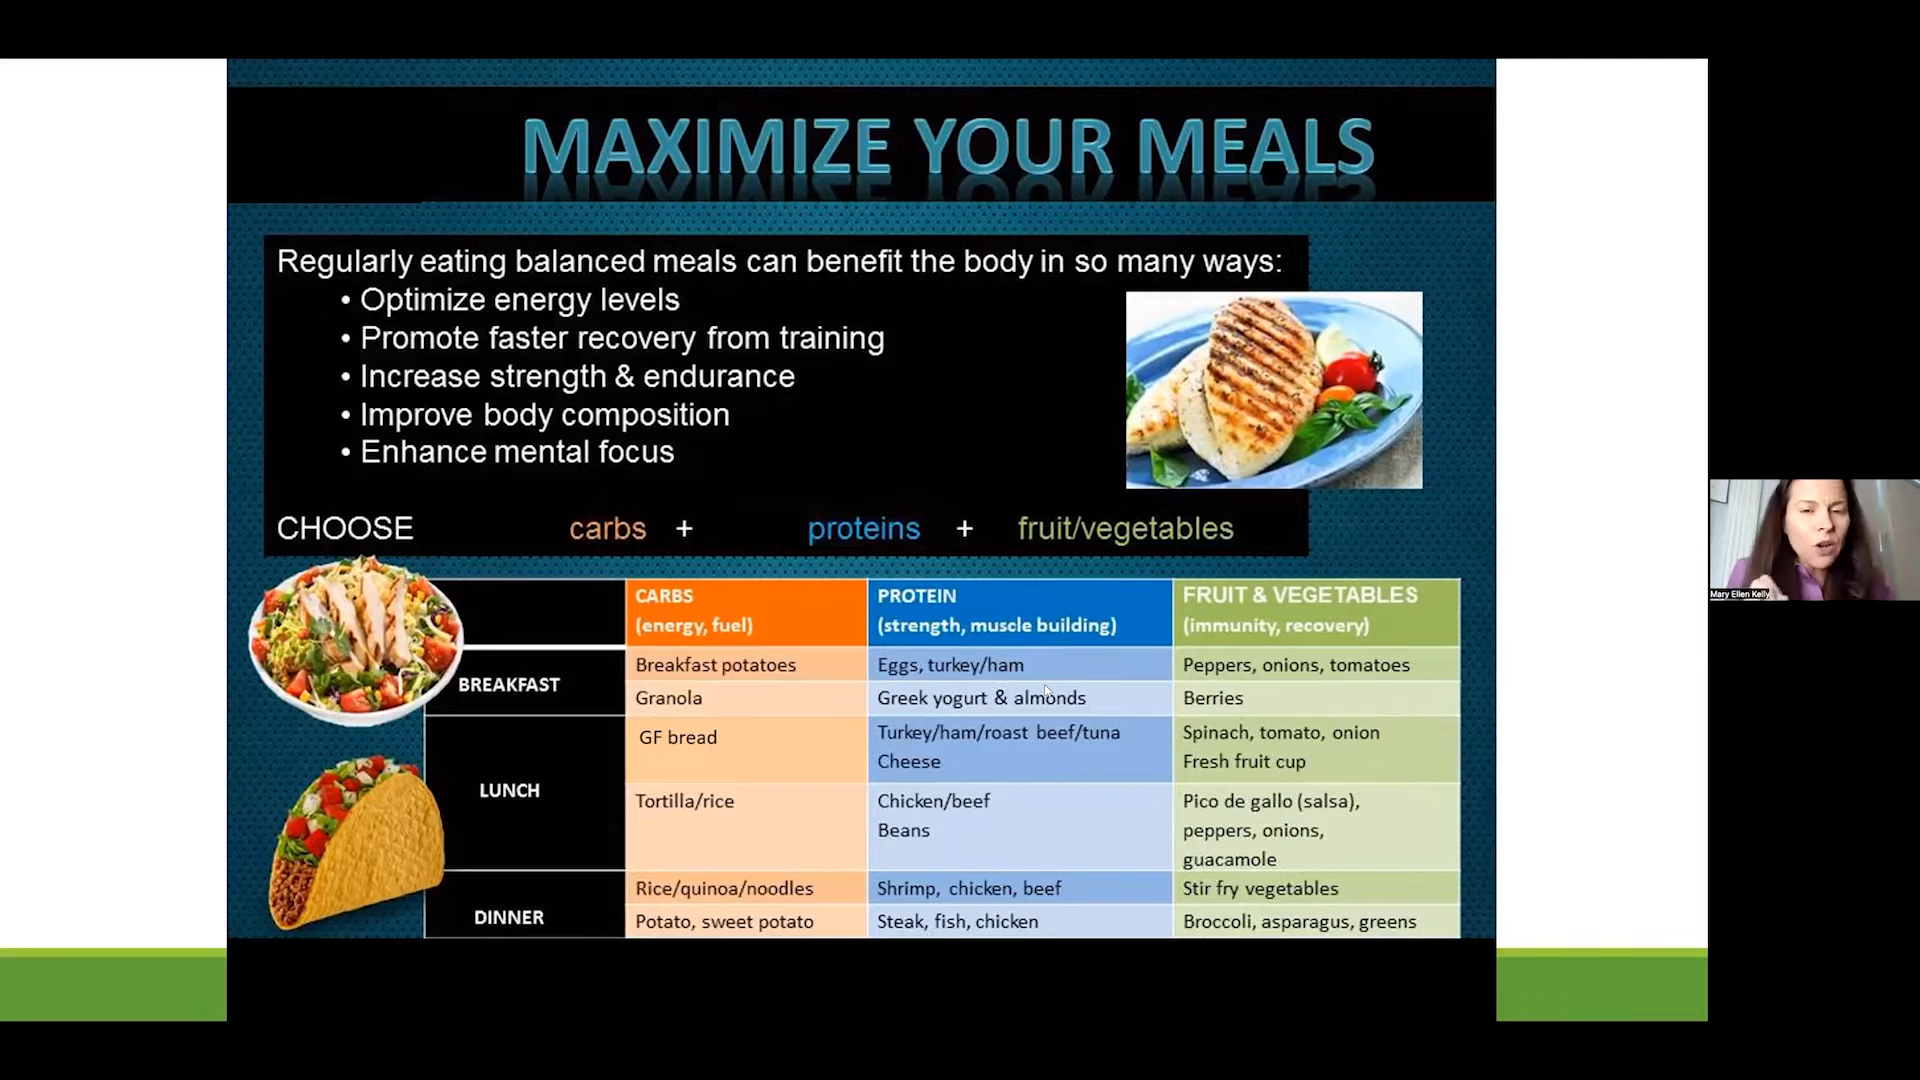 MAXIMIZE YOUR MEALS
Regularly eating balanced meals can benefit the body in so many ways:
• Optimize energy levels
• Promote faster recovery from training
• Increase strength & endurance
• Improve body composition
• Enhance mental focus
CHOOSE carbs + proteins + fruit/vegetables
CARBS
(energy, fuel)
PROTEIN
(strength, muscle building)
FRUIT & VEGETABLES
(immunity, recovery)
BREAKFAST
Breakfast potatoes
Eggs, turkey/ham
Peppers, onions, tomatoes
Granola
Greek yogurt & almonds
Berries
LUNCH
GF bread
Turkey/ham/roast beef/tuna
Cheese
Spinach, tomato, onion
Fresh fruit cup
Tortilla/rice
Chicken/beef
Beans
Pico de gallo (salsa),
peppers, onions,
guacamole
DINNER
Rice/quinoa/noodles
Shrimp, chicken, beef
Stir fry vegetables
Potato, sweet potato
Steak, fish, chicken
Broccoli, asparagus, greens
Mary Ellen Kelly